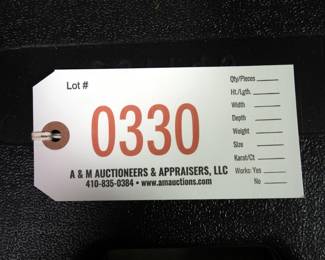 Lot #
0330
A & M AUCTIONEERS & APPRAISERS, LLC
410-835-0384 • www.amauctions.com
Qty/Pieces
Ht./Lgth.
Width
Depth
Weight
Size
Karat/Ct
Works: Yes
No